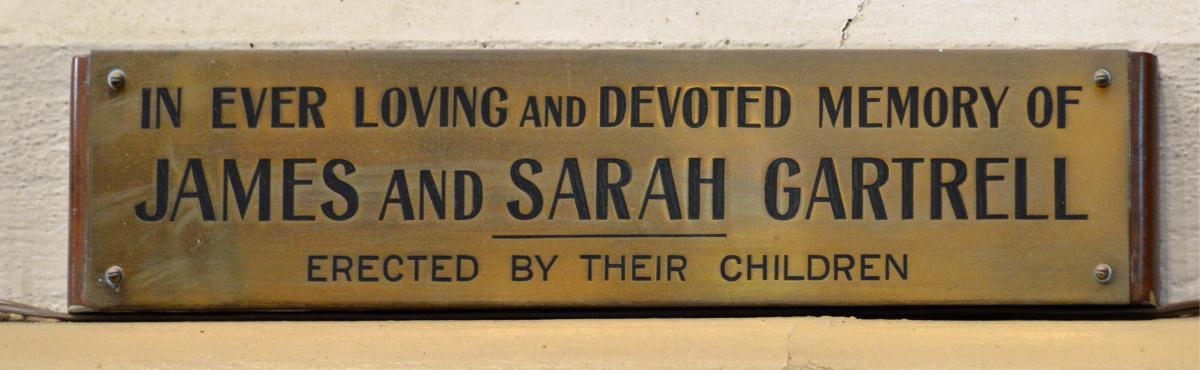 IN EVER LOVING AND DEVOTED MEMORY OF
JAMES AND SARAH GARTRELL
ERECTED BY THEIR CHILDREN